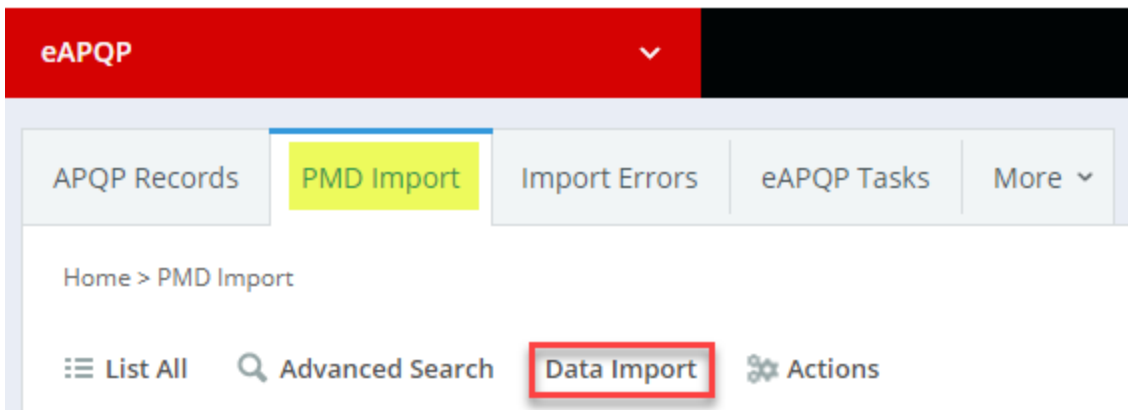 eAPQP
APQP Records PMD Import Import Errors eAPQP Tasks More
Home > PMD Import
List All Advanced Search Data Import Actions